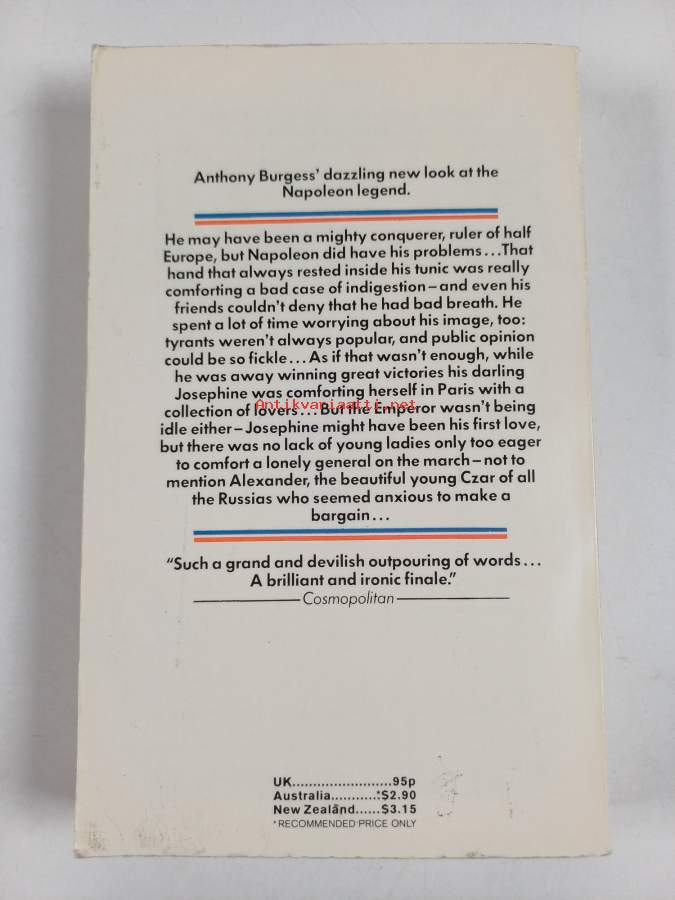 Anthony Burgess' dazzling new look at the
Napoleon legend.
He may have been a mighty conquerer, ruler of half
Europe, but Napoleon did have his problems...That
hand that always rested inside his tunic was really
comforting a bad case of indigestion–and even his
friends couldn't deny that he had bad breath. He
spent a lot of time worrying about his image, too:
tyrants weren't always popular, and public opinion
could be so fickle...As if that wasn't enough, while
he was away winning great victories his darling
Josephine was comforting herself in Paris with a
Antikvariaatti.net
collection of lovers...But the Emperor wasn't being
idle either–Josephine might have been his first love,
but there was no lack of young ladies only too eager
to comfort a lonely general on the march–not to
mention Alexander, the beautiful young Czar of all
the Russias who seemed anxious to make a
bargain...
"Such a grand and devilish outpouring of words...
A brilliant and ironic finale."
Cosmopolitan
UK........................95p
Australia...........*$2.90
New Zealand......$3.15
*RECOMMENDED PRICE ONLY